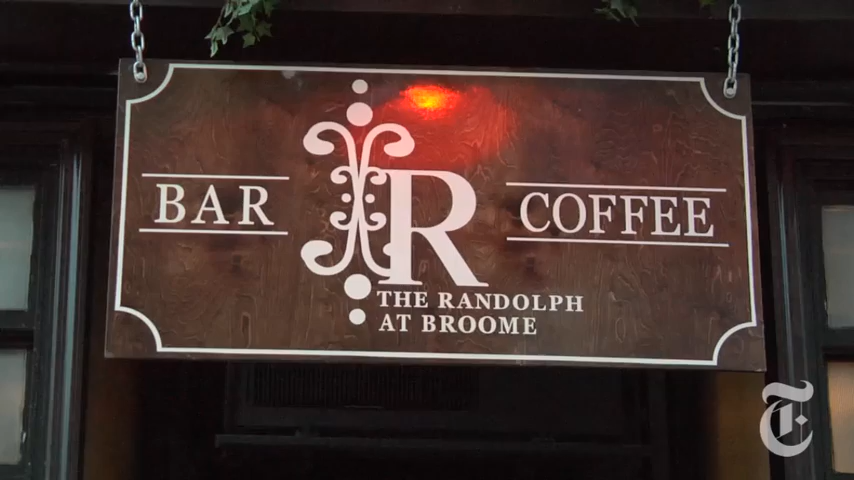 BAR
R
COFFEE
THE RANDOLPH
AT BROOME
T